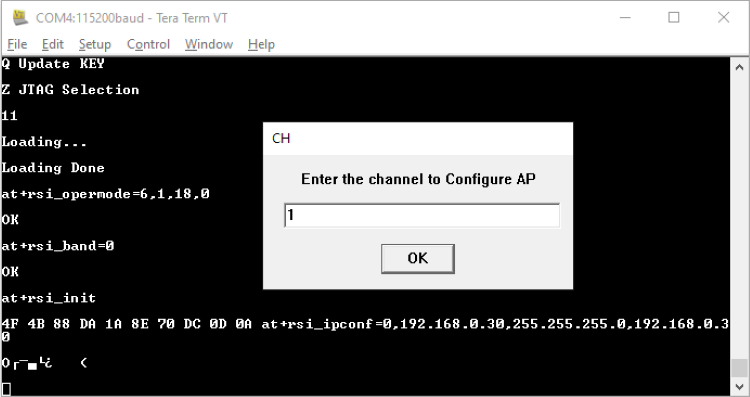 COM4:115200baud - Tera Term VT
File Edit Setup Control Window Help
Q Update KEY
Z JTAG Selection
11
Loading...
Loading Done
at+rsi_opermode=6,1,18,0
OK
at+rsi_band=0
OK
at+rsi_init
4F 4B 88 DA 1A 8E 70 DC 0D 0A at+rsi_ipconf=0,192.168.0.30,255.255.255.0,192.168.0.3
0
CH
Enter the channel to Configure AP
1
OK